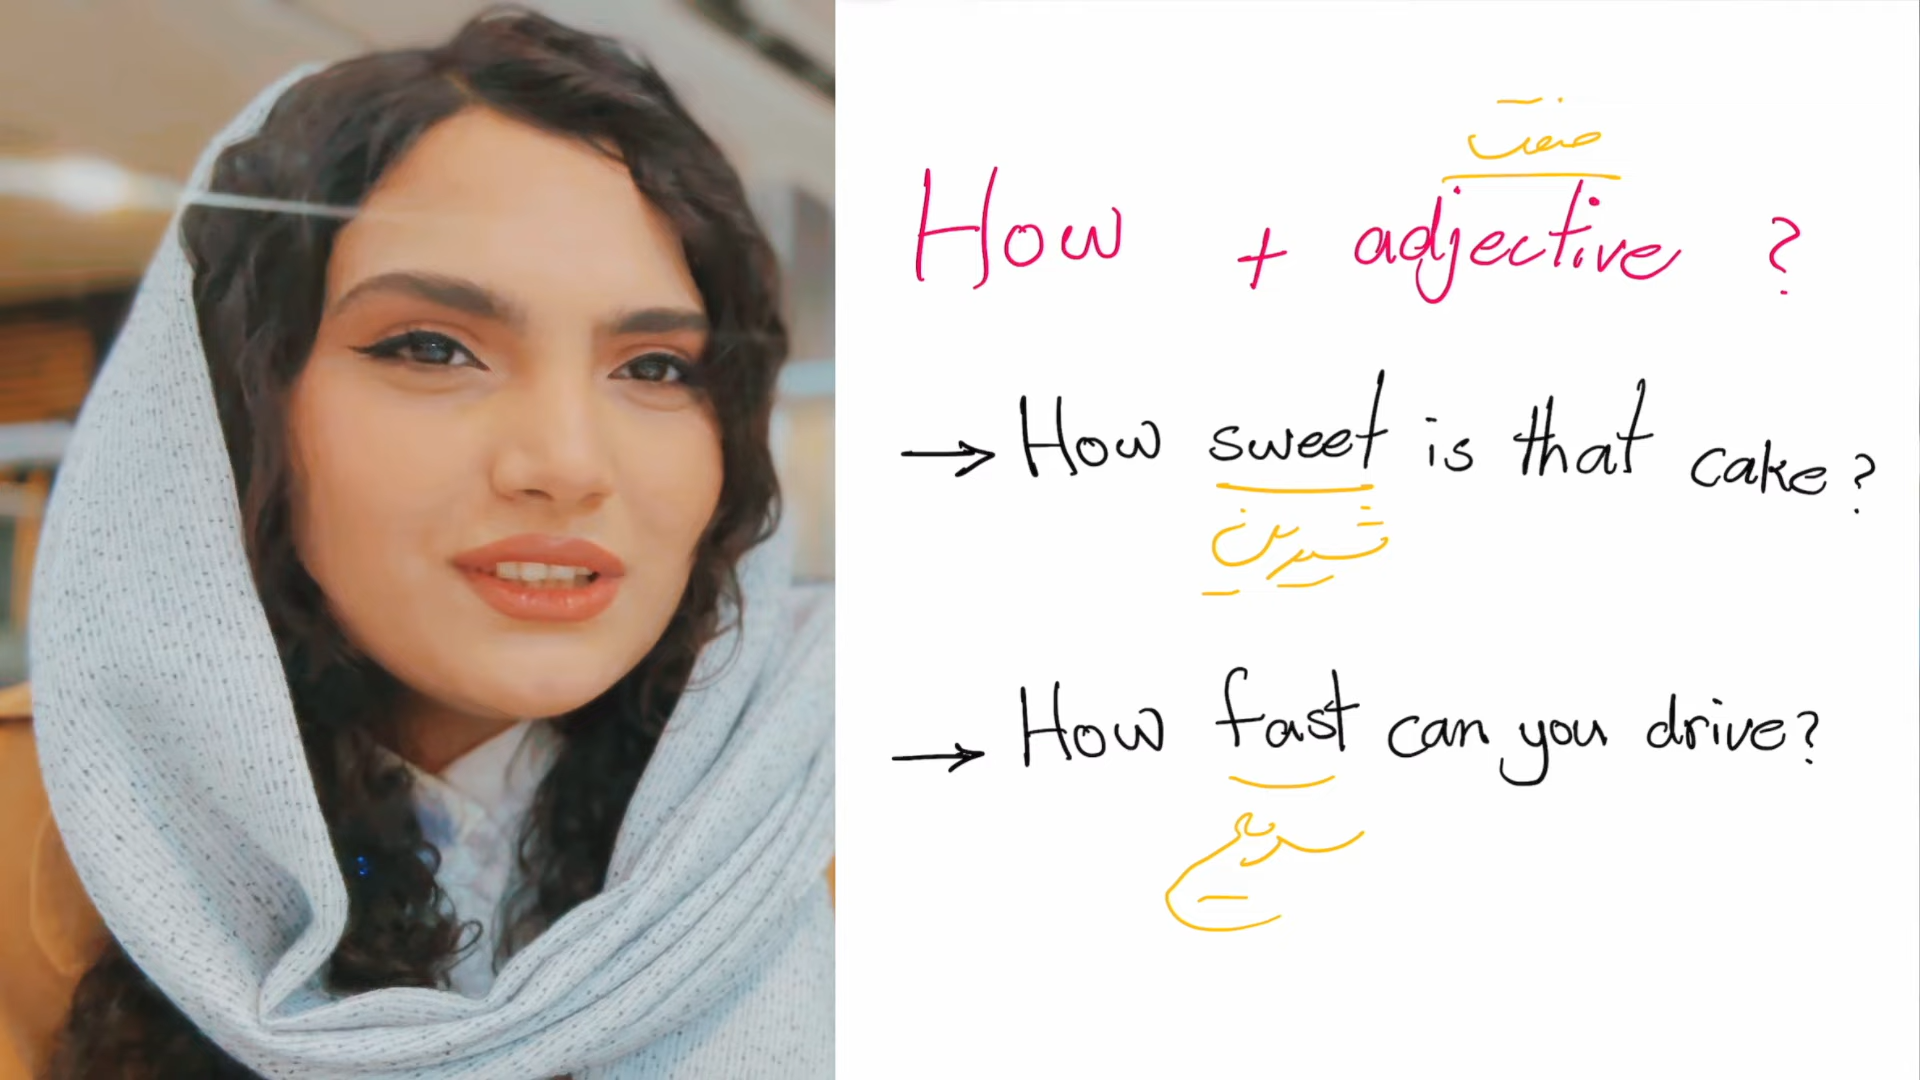 صفت
How + adjective ?
→ How sweet is that cake?
شیرین
→ How fast can you drive?
سریع